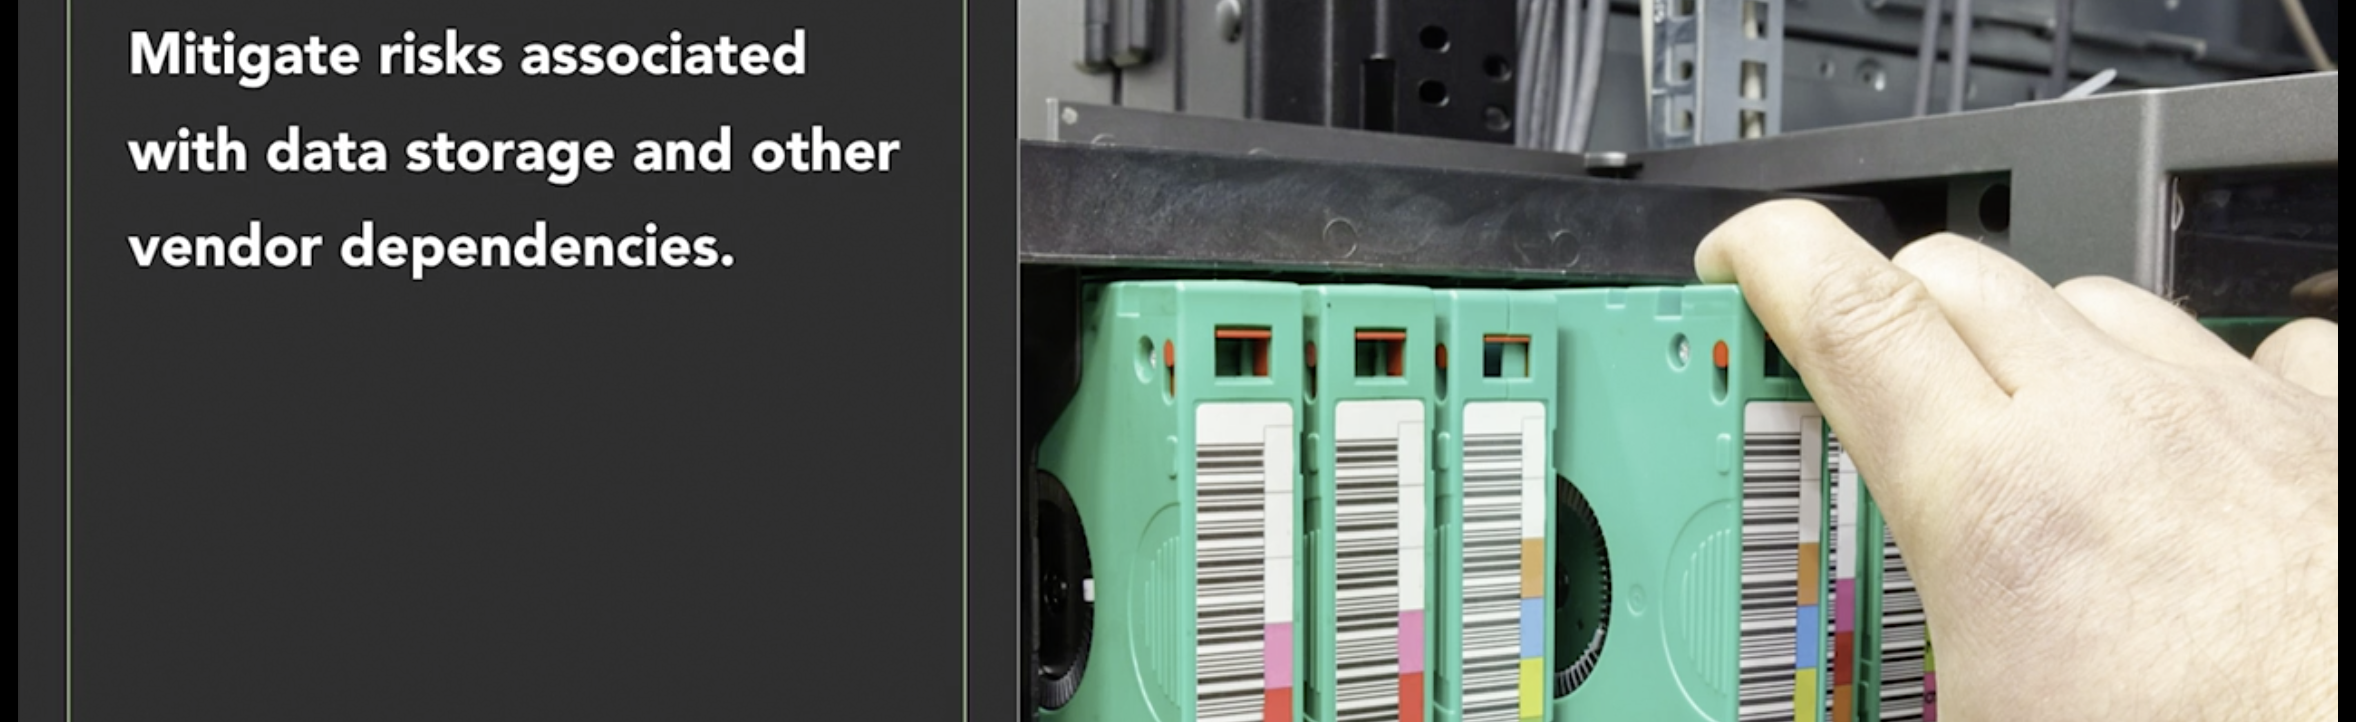 Mitigate risks associated
with data storage and other
vendor dependencies.